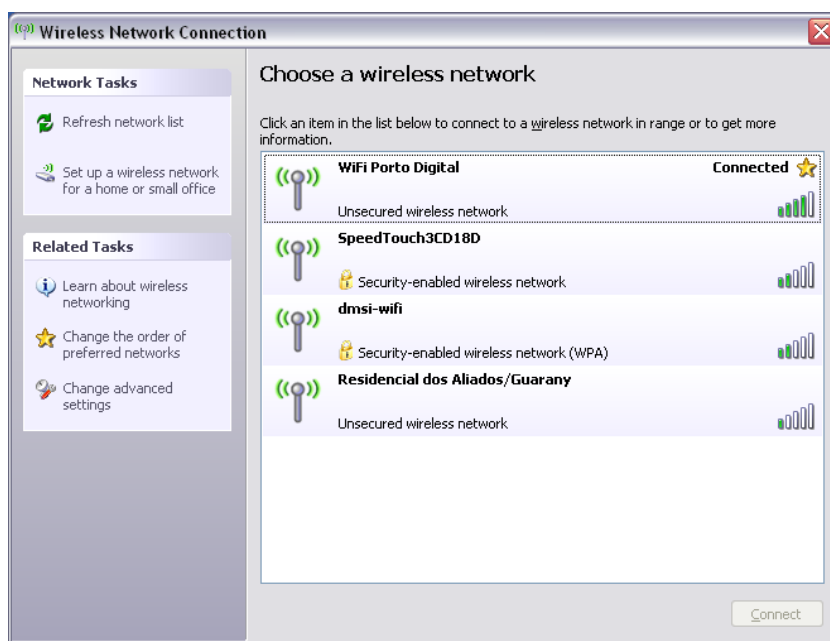 Wireless Network Connection
Network Tasks
Refresh network list
Set up a wireless network
for a home or small office
Related Tasks
Learn about wireless
networking
Change the order of
preferred networks
Change advanced
settings
Choose a wireless network
Click an item in the list below to connect to a wireless network in range or to get more
information.
WiFi Porto Digital Connected
Unsecured wireless network
SpeedTouch3CD18D
Security-enabled wireless network
dmsi-wifi
Security-enabled wireless network (WPA)
Residencial dos Aliados/Guarany
Unsecured wireless network
Connect